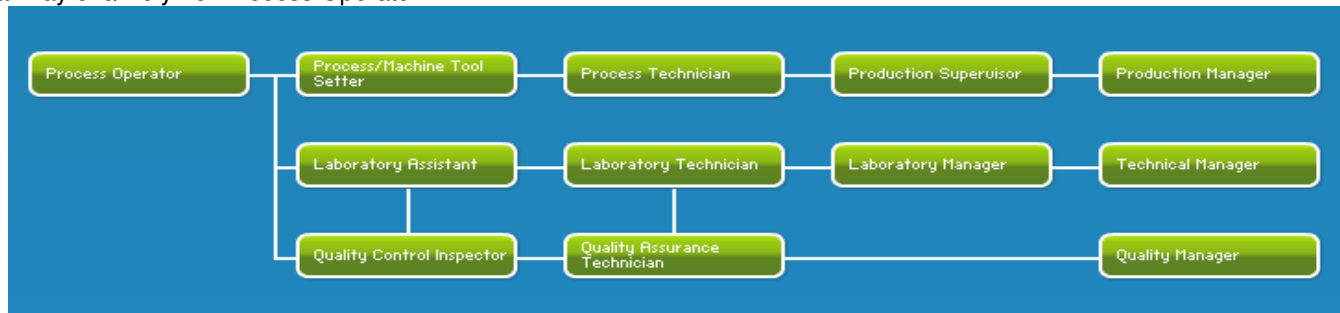 Process Operator
Process/Machine Tool
Setter
Process Technician
Production Supervisor
Production Manager
Laboratory Assistant
Laboratory Technician
Laboratory Manager
Technical Manager
Quality Control Inspector
Quality Assurance
Technician
Quality Manager